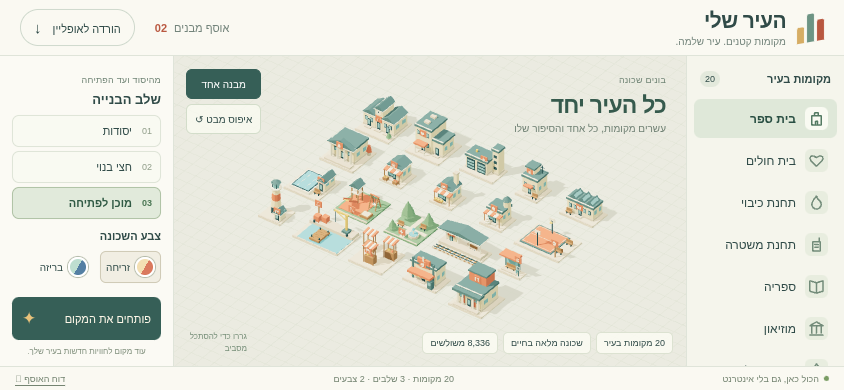 העיר שלי
מקומות קטנים. עיר שלמה.
אוסף מבנים 02
הורדה לאופליין ↓
מקומות בעיר 20
בית ספר
בית חולים
תחנת כיבוי
תחנת משטרה
ספריה
מוזיאון
בונים שכונה
כל העיר יחד
עשרים מקומות, כל אחד והסיפור שלו
מבנה אחד
איפוס מבט ↺
20 מקומות בעיר
שכונה מלאה בחיים
8,336 משולשים
גררו כדי להסתכל
מסביב
מהיסוד ועד הפתיחה
שלב הבנייה
01 יסודות
02 חצי בנוי
03 מוכן לפתיחה
צבע השכונה
זריחה
בריזה
פותחים את המקום ✦
עוד מקום לחוויות חדשות בעיר שלך.
הכול כאן, גם בלי אינטרנט
20 מקומות · 3 שלבים · 2 צבעים
דוח האוסף